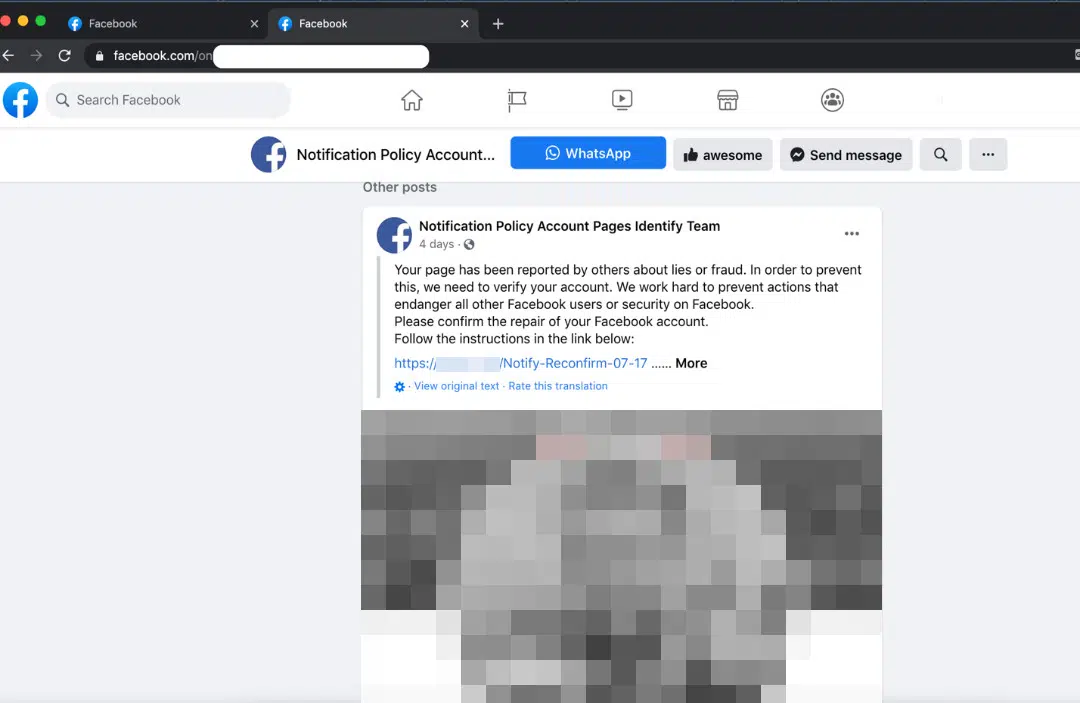 Facebook
Facebook
facebook.com/on
Search Facebook
Notification Policy Account...
WhatsApp
awesome
Send message
Other posts
Notification Policy Account Pages Identify Team
4 days ·
Your page has been reported by others about lies or fraud. In order to prevent
this, we need to verify your account. We work hard to prevent actions that
endanger all other Facebook users or security on Facebook.
Please confirm the repair of your Facebook account.
Follow the instructions in the link below:
https:// /Notify-Reconfirm-07-17 ...... More
· View original text · Rate this translation